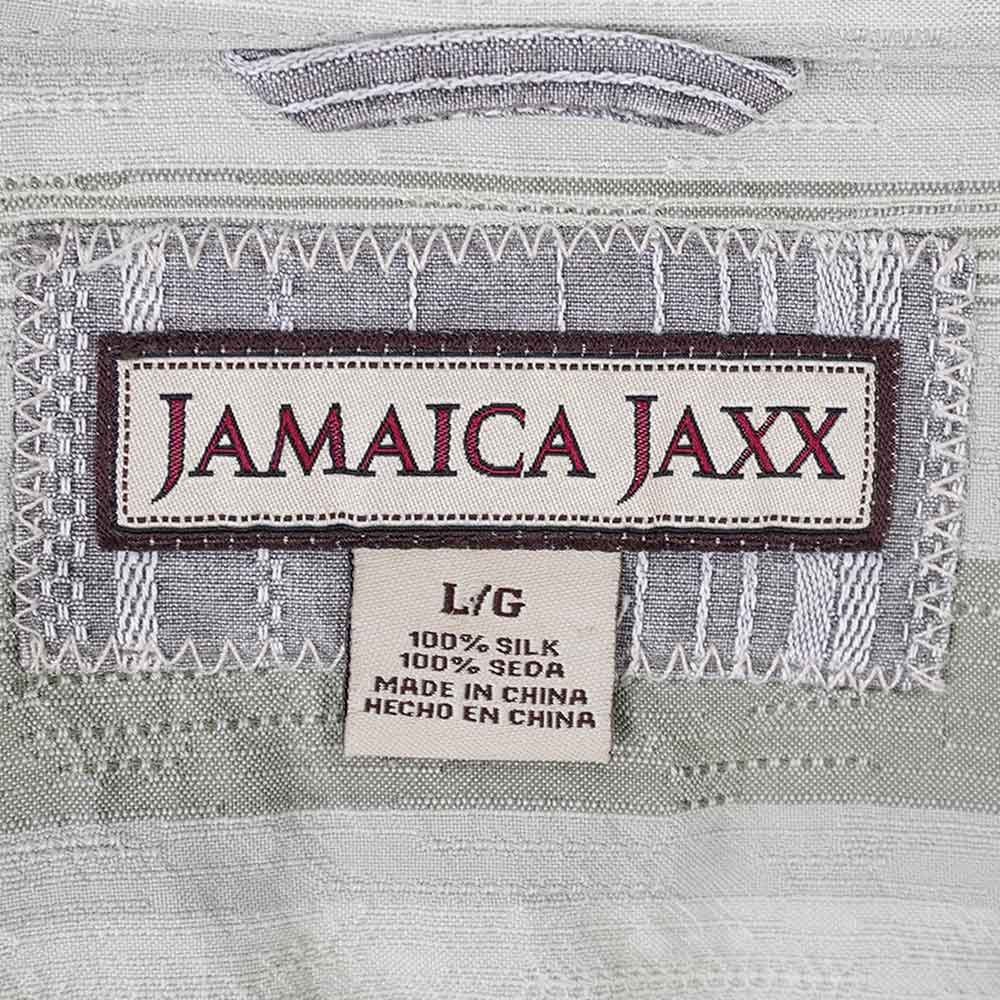 JAMAICA JAXX
L/G
100% SILK
100% SEDA
MADE IN CHINA
HECHO EN CHINA